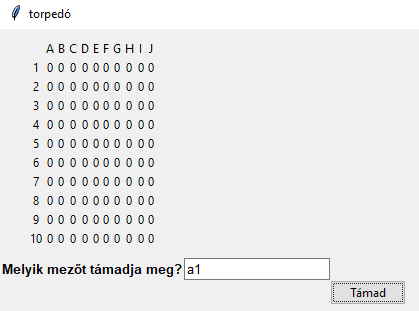 torpedó
A B C D E F G H I J
1 0 0 0 0 0 0 0 0 0 0
2 0 0 0 0 0 0 0 0 0 0
3 0 0 0 0 0 0 0 0 0 0
4 0 0 0 0 0 0 0 0 0 0
5 0 0 0 0 0 0 0 0 0 0
6 0 0 0 0 0 0 0 0 0 0
7 0 0 0 0 0 0 0 0 0 0
8 0 0 0 0 0 0 0 0 0 0
9 0 0 0 0 0 0 0 0 0 0
10 0 0 0 0 0 0 0 0 0 0
Melyik mezőt támadja meg? a1
Támad